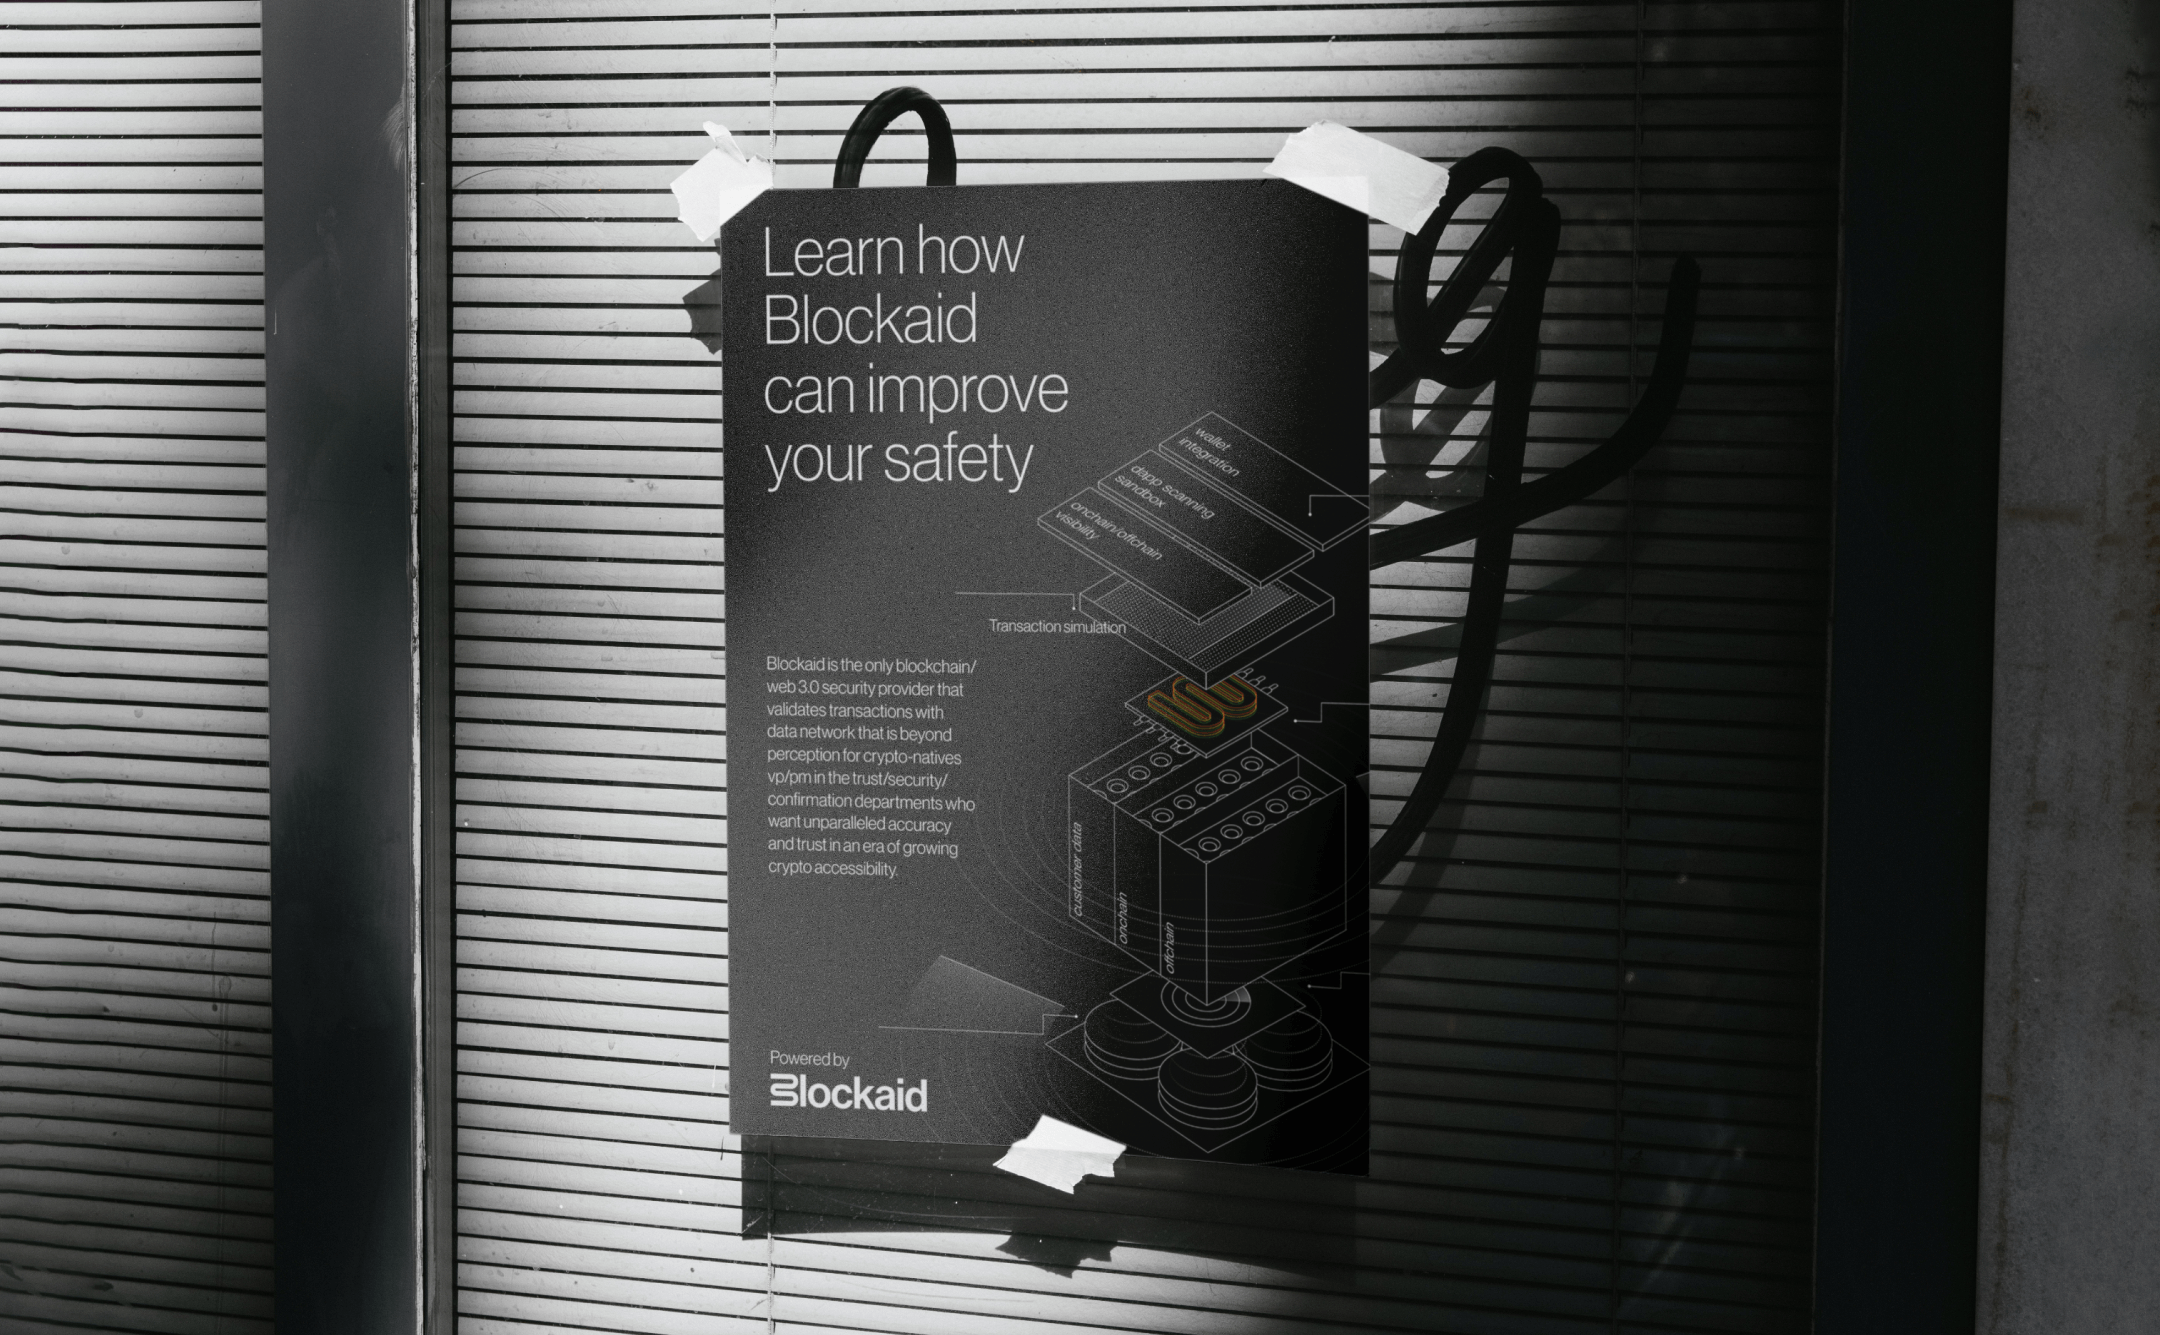 Learn how
Blockaid
can improve
your safety
wallet
integration
dapp scanning
sandbox
onchain/offchain
visibility
Transaction simulation
Blockaid is the only blockchain/
web 3.0 security provider that
validates transactions with
data network that is beyond
perception for crypto-natives
vp/pm in the trust/security/
confirmation departments who
want unparalleled accuracy
and trust in an era of growing
crypto accessibility.
customer data
onchain
offchain
Powered by
Blockaid